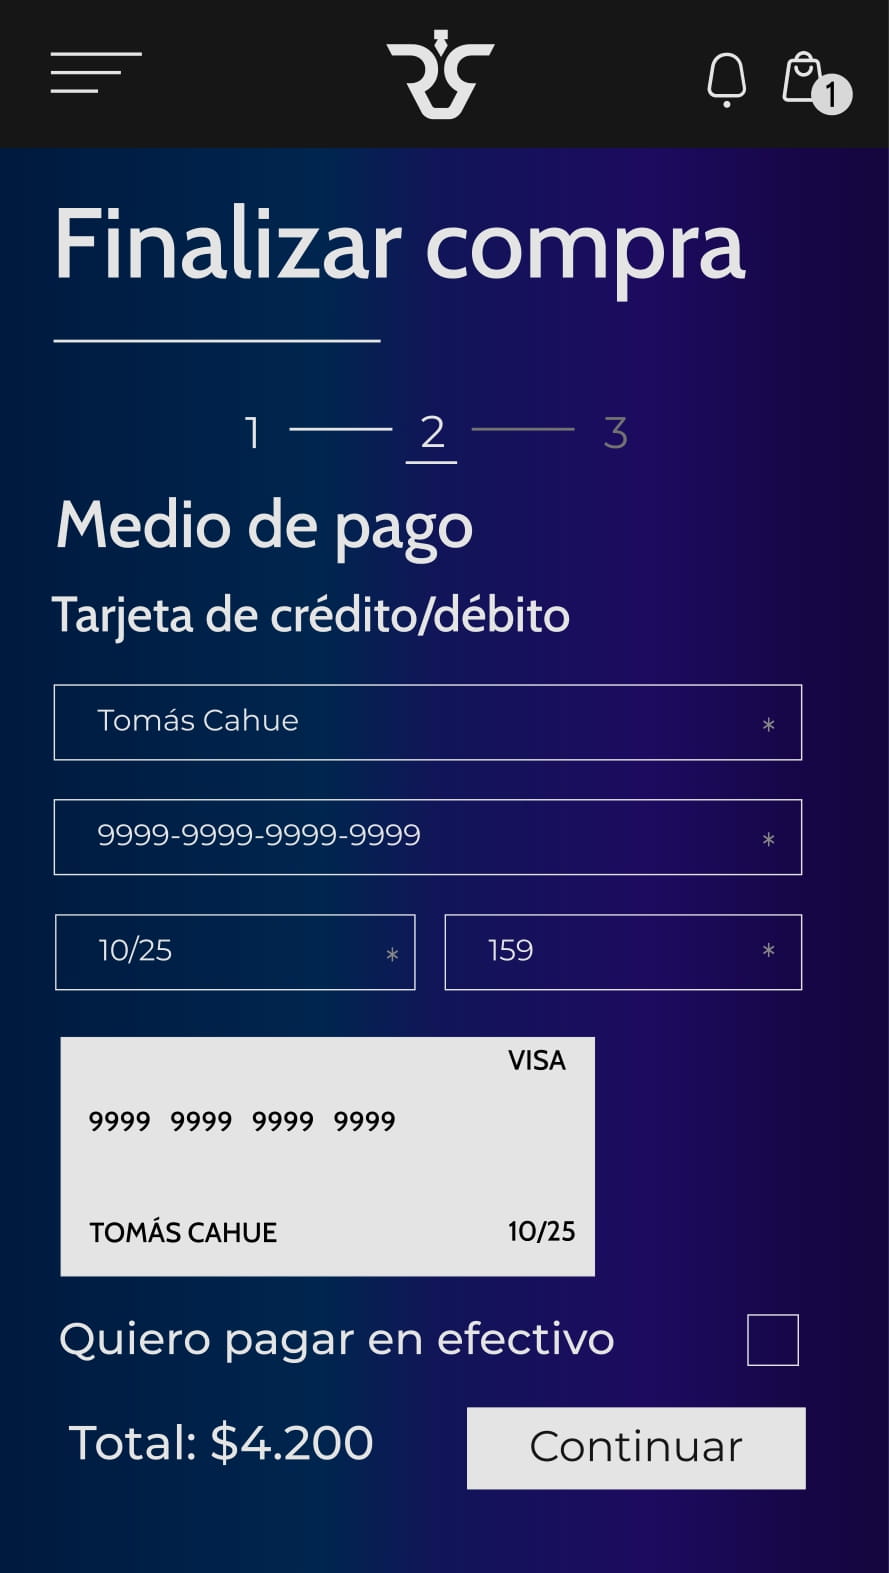 1
Finalizar compra
1 2 3
Medio de pago
Tarjeta de crédito/débito
Tomás Cahue *
9999-9999-9999-9999 *
10/25 * 159 *
VISA
9999 9999 9999 9999
TOMÁS CAHUE 10/25
Quiero pagar en efectivo
Total: $4.200 Continuar